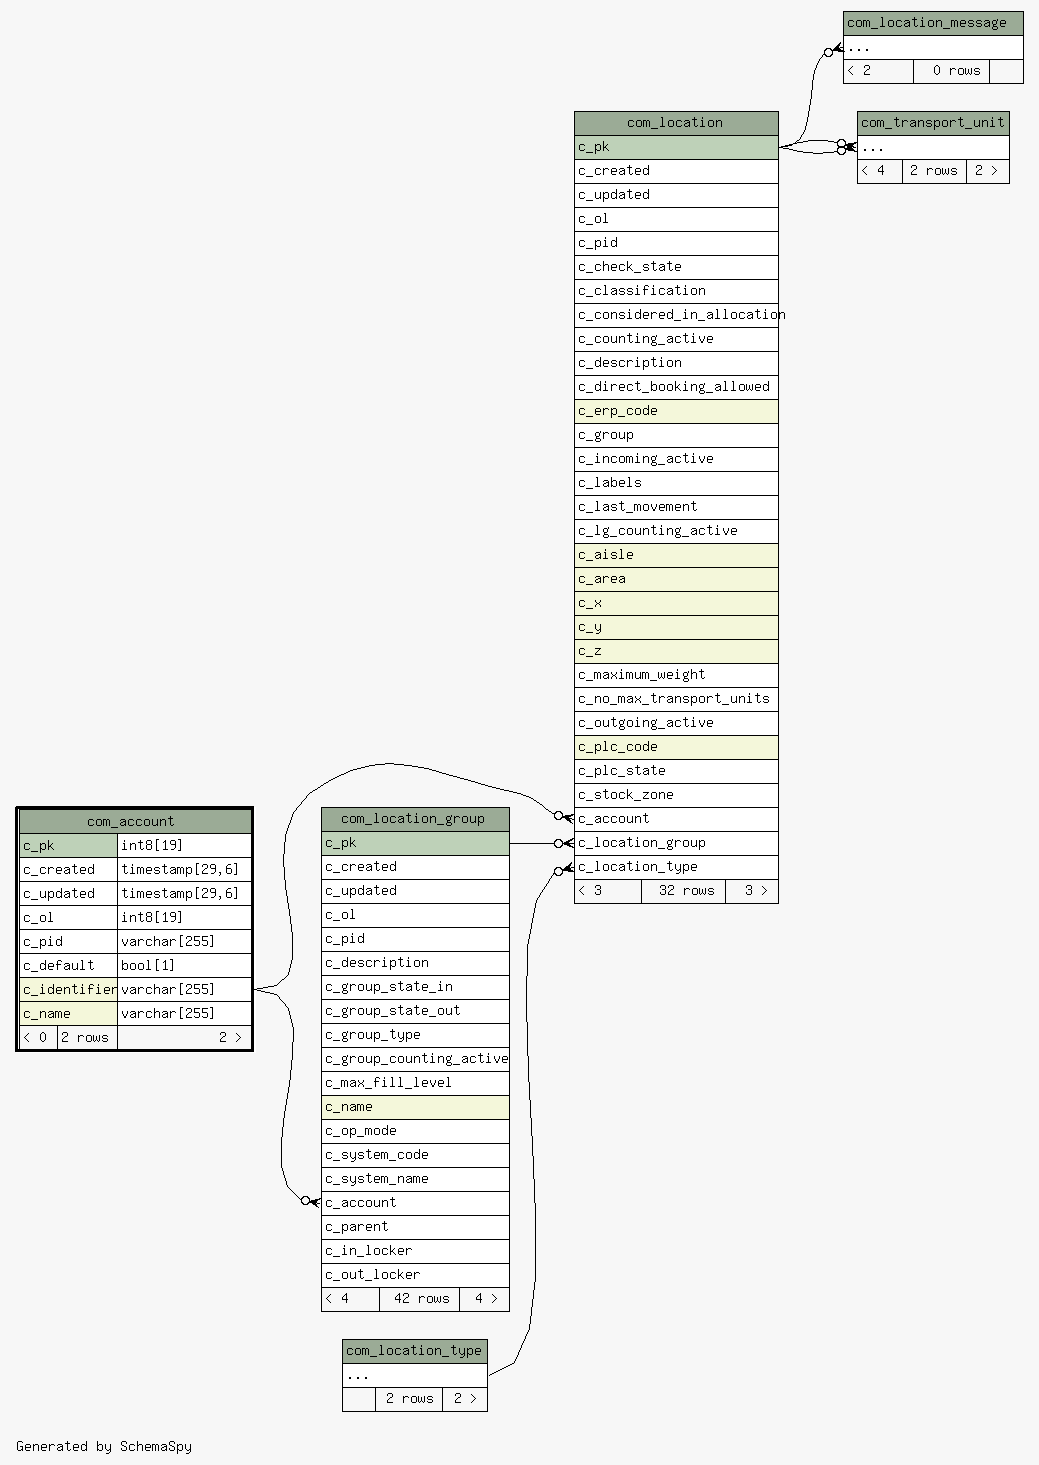 com_location_message
...
< 2 0 rows
com_transport_unit
...
< 4 2 rows 2 >
com_location
c_pk
c_created
c_updated
c_ol
c_pid
c_check_state
c_classification
c_considered_in_allocation
c_counting_active
c_description
c_direct_booking_allowed
c_erp_code
c_group
c_incoming_active
c_labels
c_last_movement
c_lg_counting_active
c_aisle
c_area
c_x
c_y
c_z
c_maximum_weight
c_no_max_transport_units
c_outgoing_active
c_plc_code
c_plc_state
c_stock_zone
c_account
c_location_group
c_location_type
< 3 32 rows 3 >
com_account
c_pk int8[19]
c_created timestamp[29,6]
c_updated timestamp[29,6]
c_ol int8[19]
c_pid varchar[255]
c_default bool[1]
c_identifier varchar[255]
c_name varchar[255]
< 0 2 rows 2 >
com_location_group
c_pk
c_created
c_updated
c_ol
c_pid
c_description
c_group_state_in
c_group_state_out
c_group_type
c_group_counting_active
c_max_fill_level
c_name
c_op_mode
c_system_code
c_system_name
c_account
c_parent
c_in_locker
c_out_locker
< 4 42 rows 4 >
com_location_type
...
2 rows 2 >
Generated by SchemaSpy